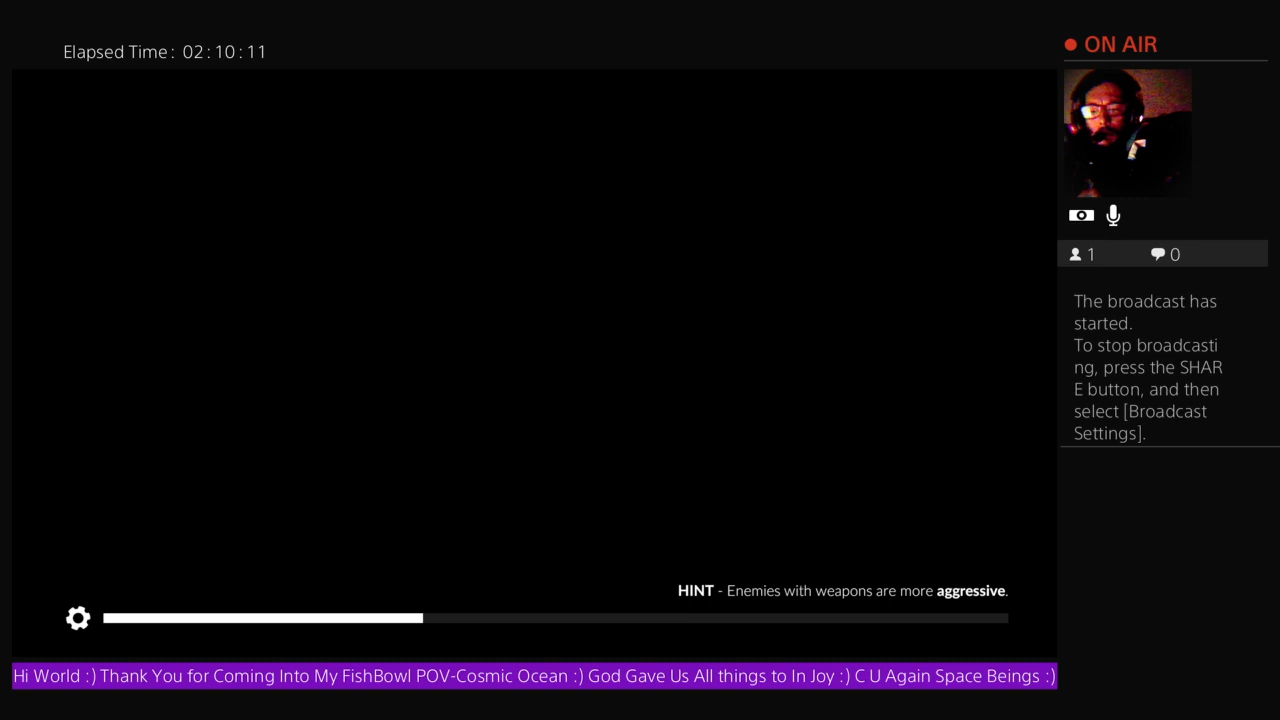 Elapsed Time: 02:10:11
ON AIR
1 0
The broadcast has
started.
To stop broadcasti
ng, press the SHAR
E button, and then
select [Broadcast
Settings].
HINT - Enemies with weapons are more aggressive.
Hi World :) Thank You for Coming Into My FishBowl POV-Cosmic Ocean :) God Gave Us All things to In Joy :) C U Again Space Beings :)